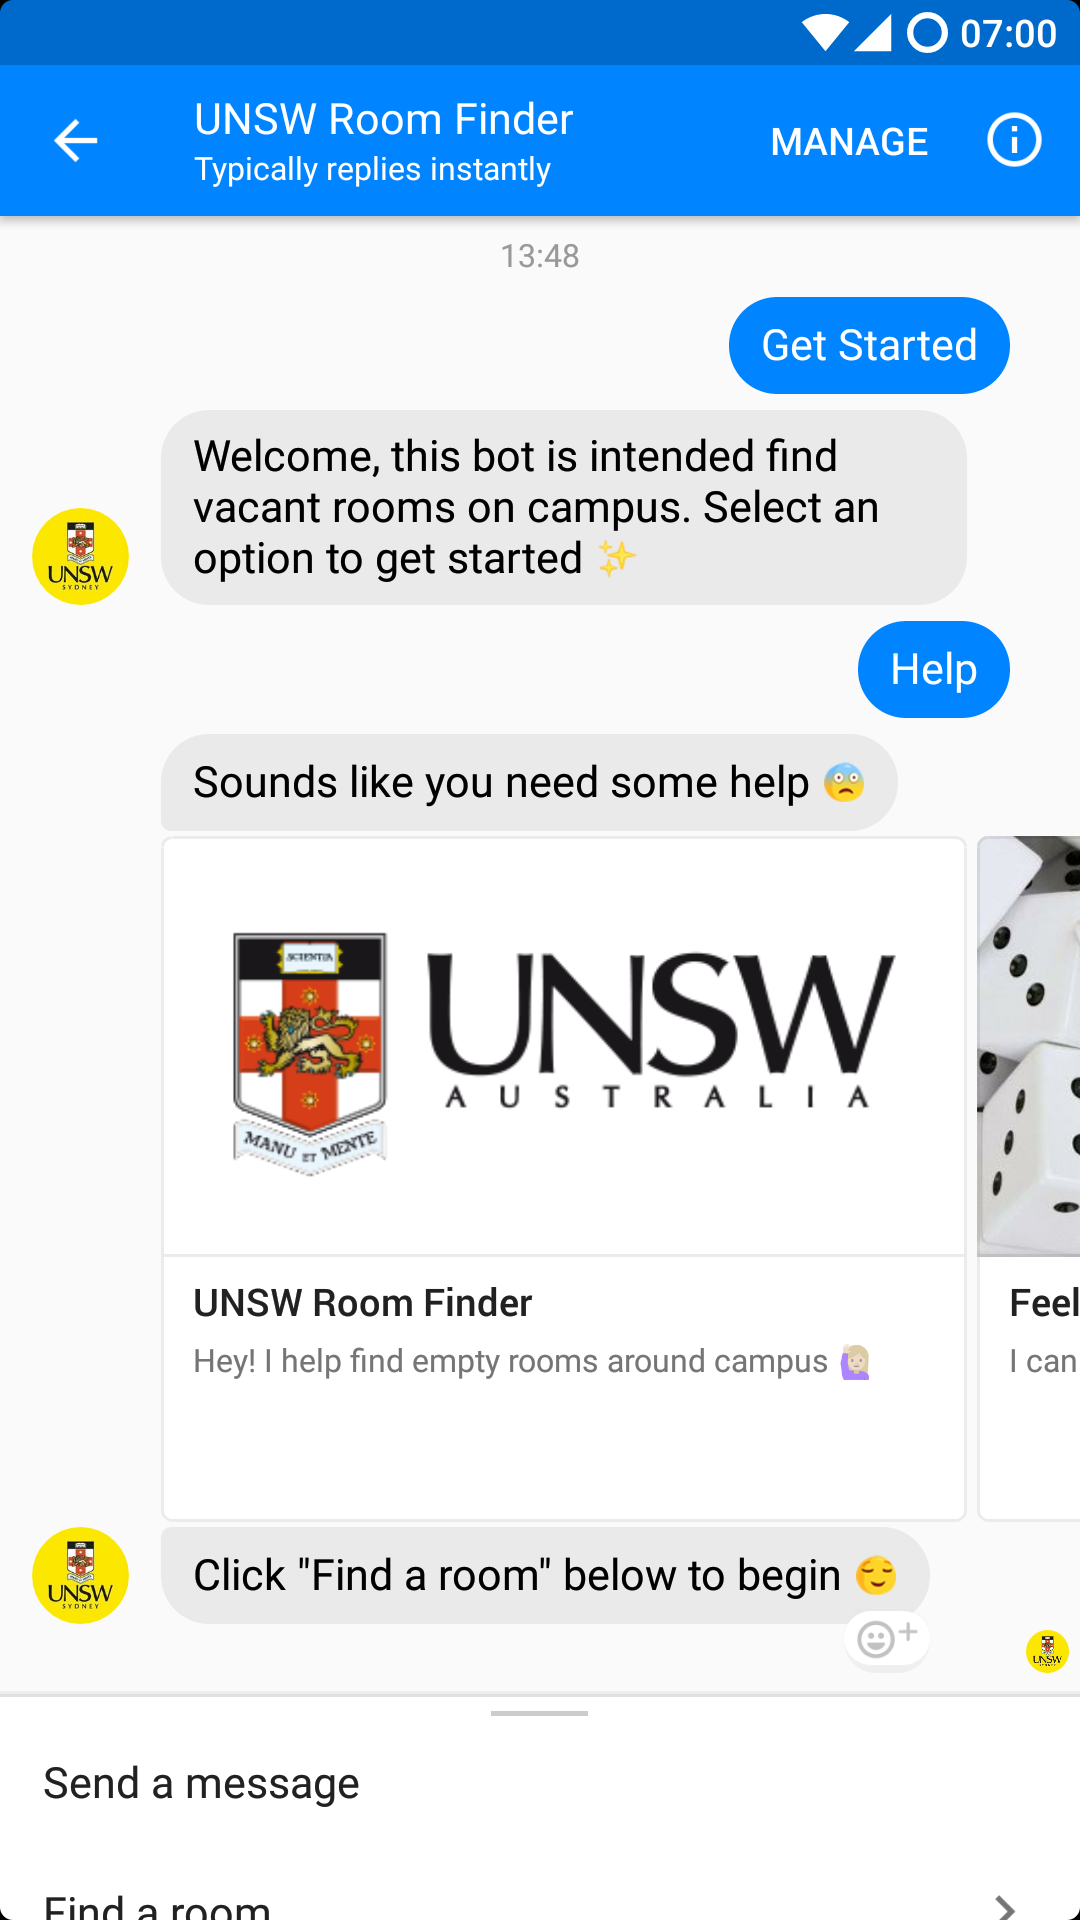 07:00
UNSW Room Finder
Typically replies instantly
MANAGE
13:48
Get Started
Welcome, this bot is intended find
vacant rooms on campus. Select an
option to get started ✨
UNSW
SYDNEY
Help
Sounds like you need some help 😨
SCIENTIA
MANU ET MENTE
UNSW
AUSTRALIA
UNSW Room Finder
Hey! I help find empty rooms around campus 🙋🏼
Feel
I can
UNSW
SYDNEY
Click "Find a room" below to begin 😌
UNSW
Send a message
Find a room